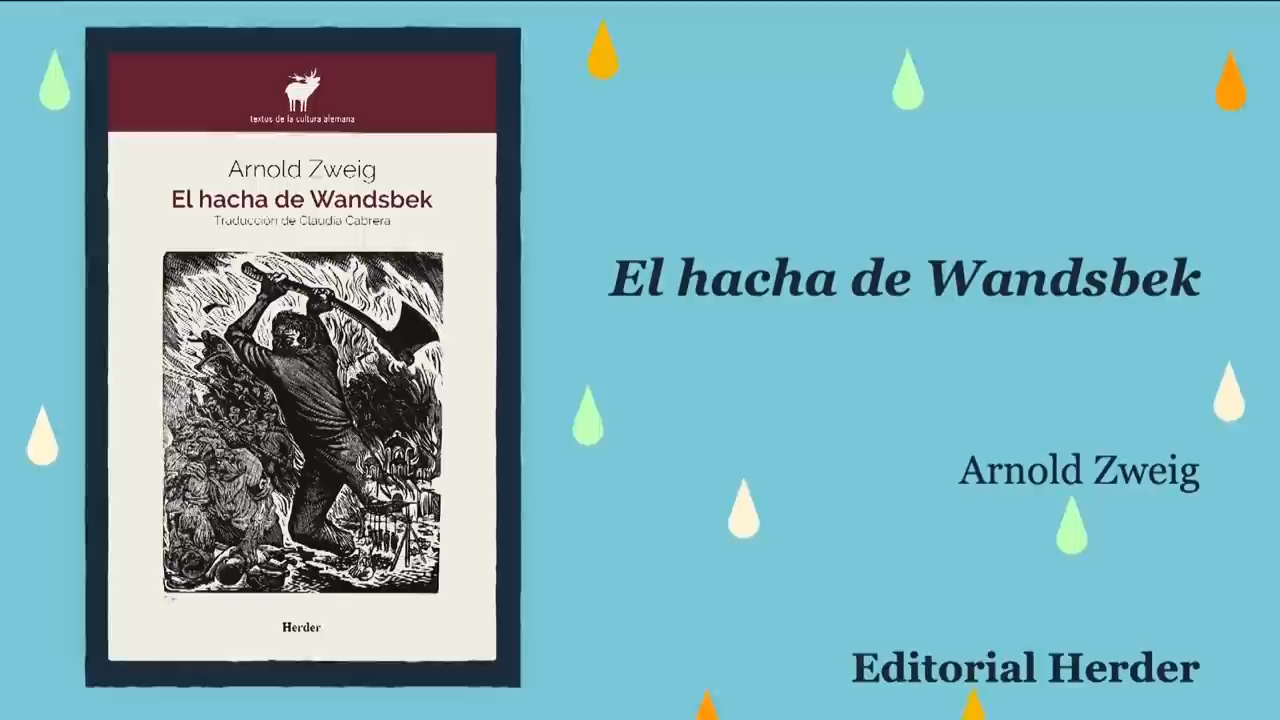 textos de la cultura alemana
Arnold Zweig
El hacha de Wandsbek
Traducción de Claudia Cabrera
Herder
El hacha de Wandsbek
Arnold Zweig
Editorial Herder